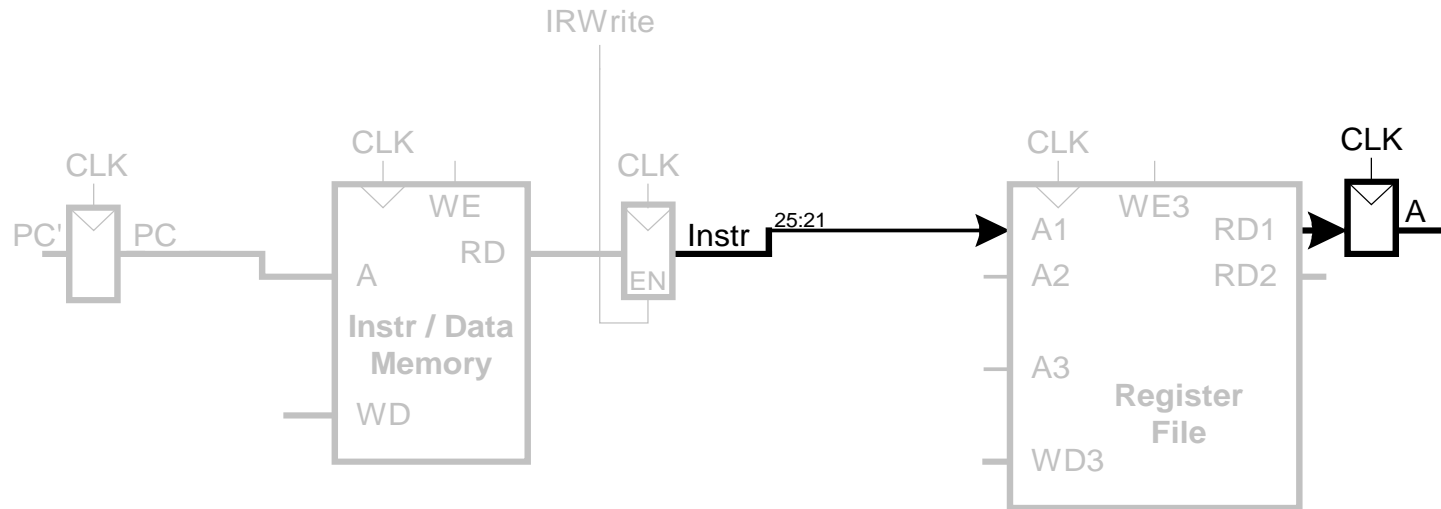 IRWrite
CLK
CLK
CLK
CLK
CLK
PC'
PC
WE
RD
A
EN
Instr / Data
Memory
WD
Instr
25:21
A1
WE3
RD1
A
A2
RD2
A3
Register
File
WD3